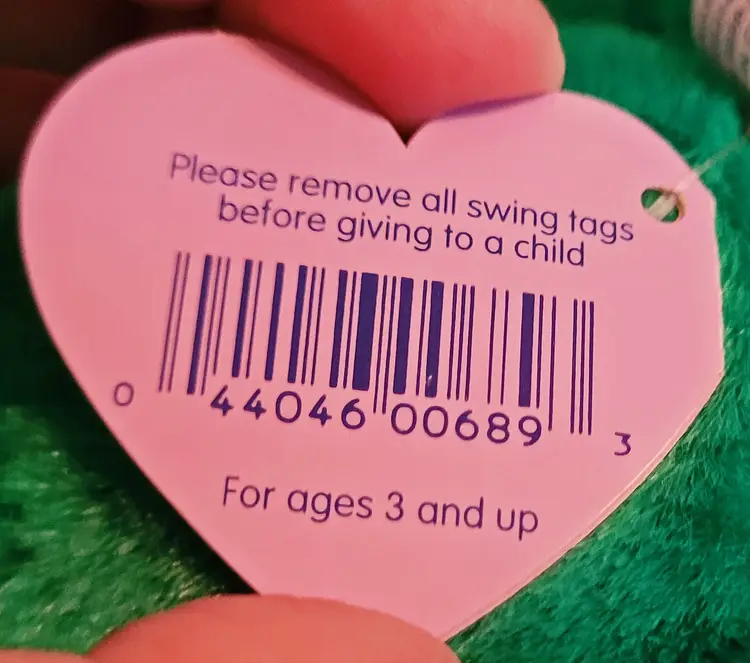 Please remove all swing tags
before giving to a child
0 44046 00689 3
For ages 3 and up